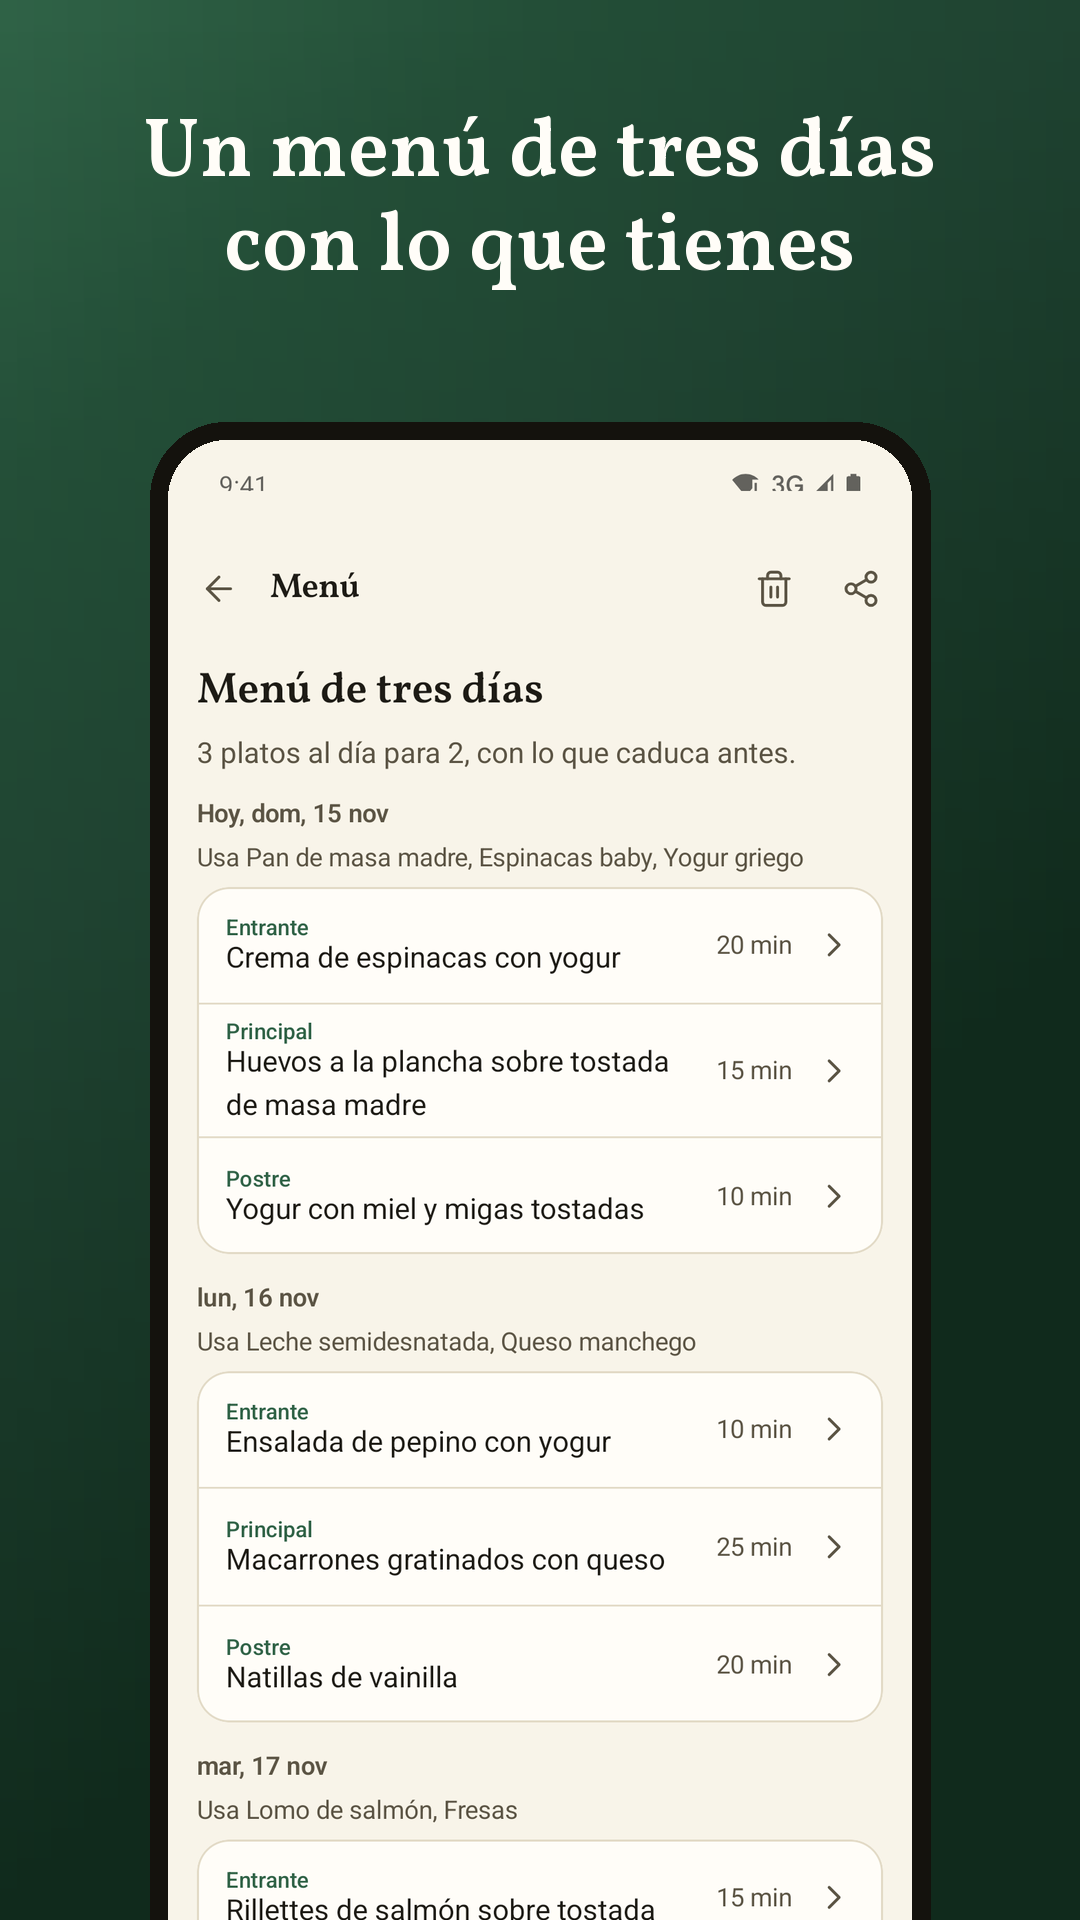 Un menú de tres días
con lo que tienes
9:41
3G
Menú
Menú de tres días
3 platos al día para 2, con lo que caduca antes.
Hoy, dom, 15 nov
Usa Pan de masa madre, Espinacas baby, Yogur griego
Entrante
Crema de espinacas con yogur
20 min
Principal
Huevos a la plancha sobre tostada
de masa madre
15 min
Postre
Yogur con miel y migas tostadas
10 min
lun, 16 nov
Usa Leche semidesnatada, Queso manchego
Entrante
Ensalada de pepino con yogur
10 min
Principal
Macarrones gratinados con queso
25 min
Postre
Natillas de vainilla
20 min
mar, 17 nov
Usa Lomo de salmón, Fresas
Entrante
Rillettes de salmón sobre tostada
15 min